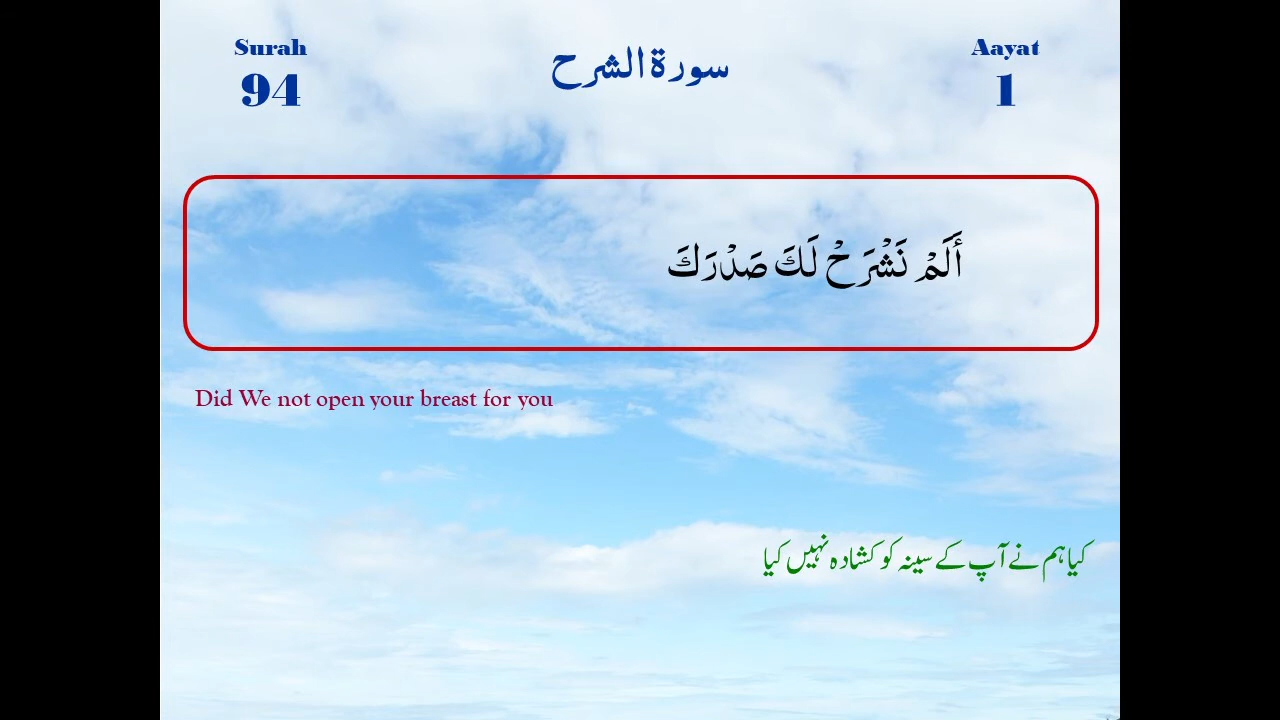 Surah
94
سورة الشرح
Aayat
1
أَلَمْ نَشْرَحْ لَكَ صَدْرَكَ
Did We not open your breast for you
کیا ہم نے آپ کے سینہ کو کشادہ نہیں کیا